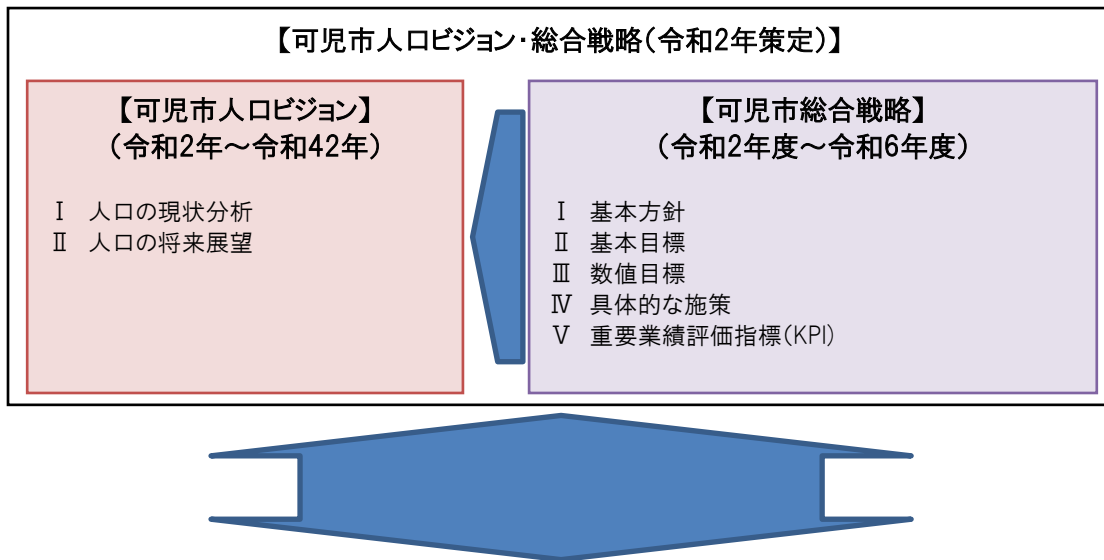 【可児市人口ビジョン・総合戦略(令和2年策定)】
【可児市人口ビジョン】
(令和2年～令和42年)
Ⅰ 人口の現状分析
Ⅱ 人口の将来展望
【可児市総合戦略】
(令和2年度～令和6年度)
Ⅰ 基本方針
Ⅱ 基本目標
Ⅲ 数値目標
Ⅳ 具体的な施策
Ⅴ 重要業績評価指標(KPI)